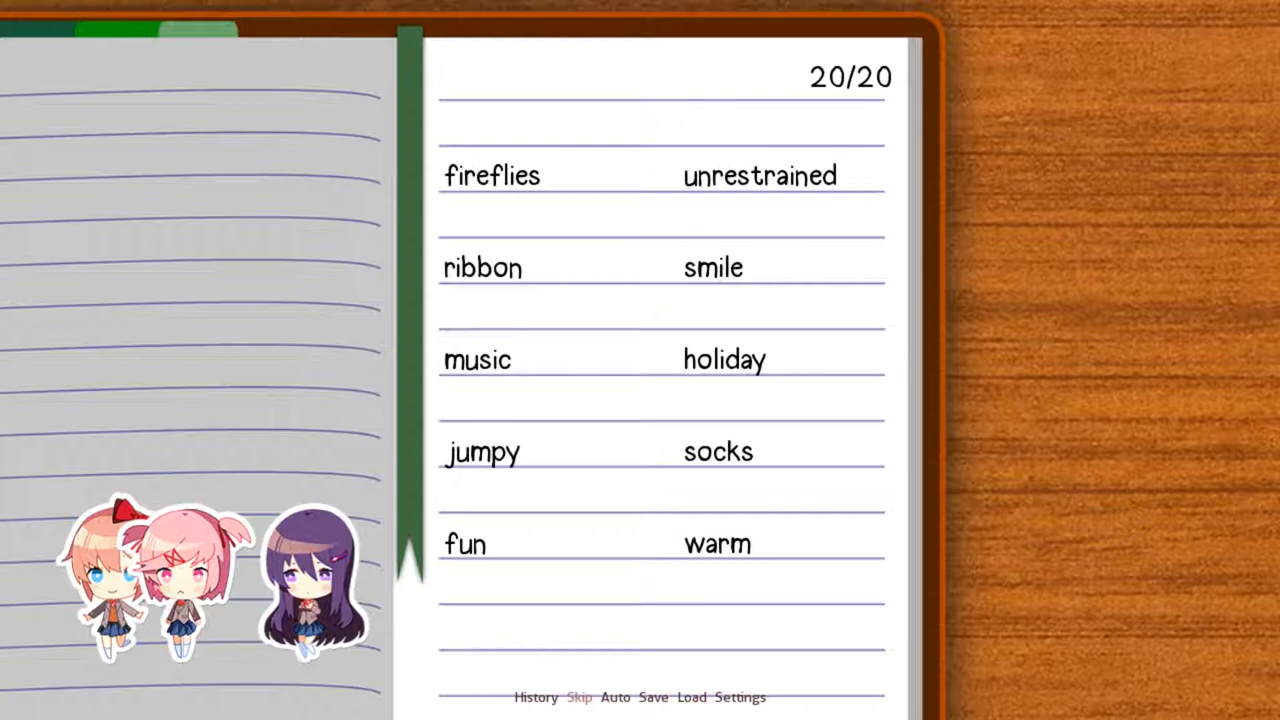 20/20
fireflies unrestrained
ribbon smile
music holiday
jumpy socks
fun warm
History Skip Auto Save Load Settings